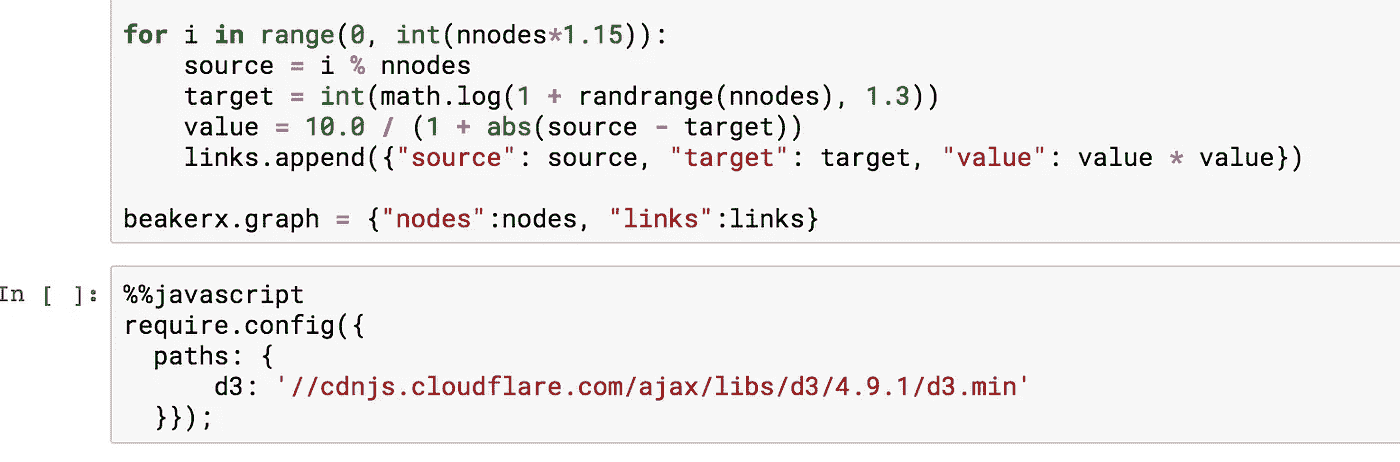 for i in range(0, int(nnodes*1.15)):
    source = i % nnodes
    target = int(math.log(1 + randrange(nnodes), 1.3))
    value = 10.0 / (1 + abs(source - target))
    links.append({"source": source, "target": target, "value": value * value})

beakerx.graph = {"nodes":nodes, "links":links}
In [ ]: %%javascript
require.config({
  paths: {
      d3: '//cdnjs.cloudflare.com/ajax/libs/d3/4.9.1/d3.min'
  }});